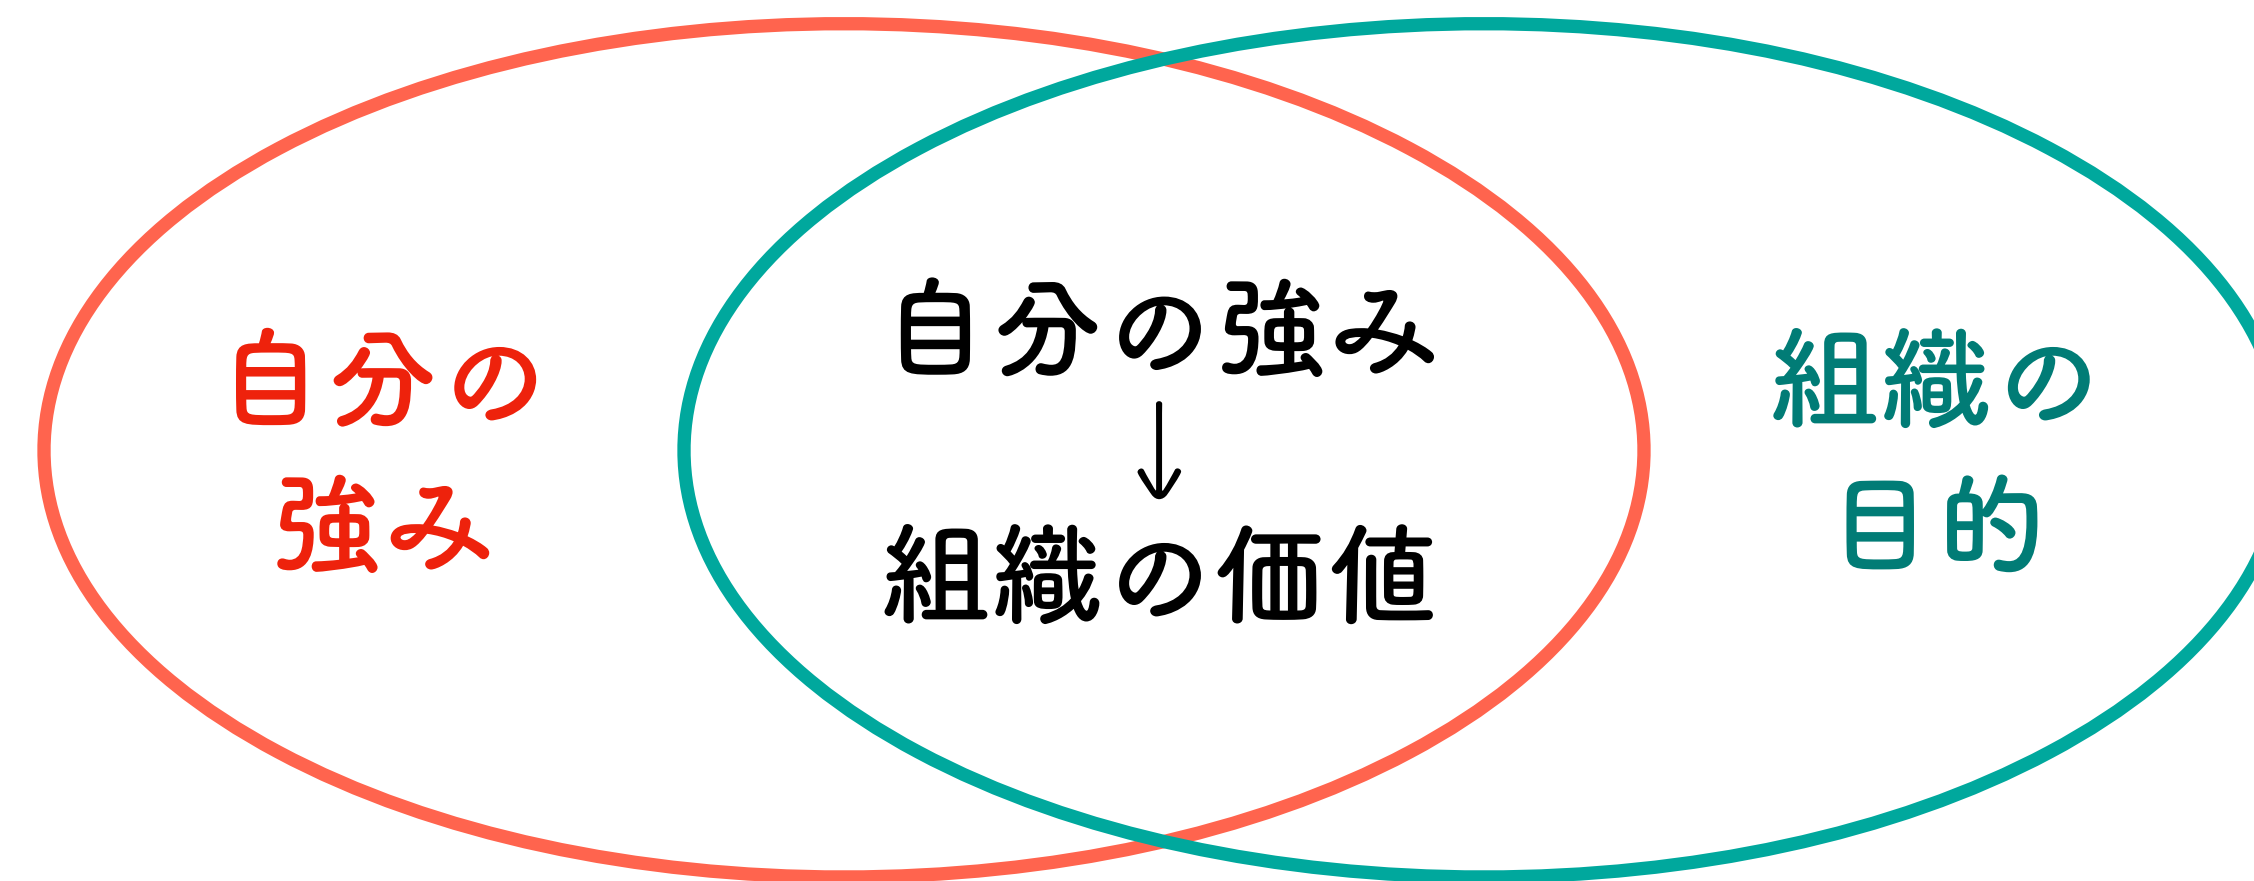 自分の
強み
自分の強み
↓
組織の価値
組織の
目的